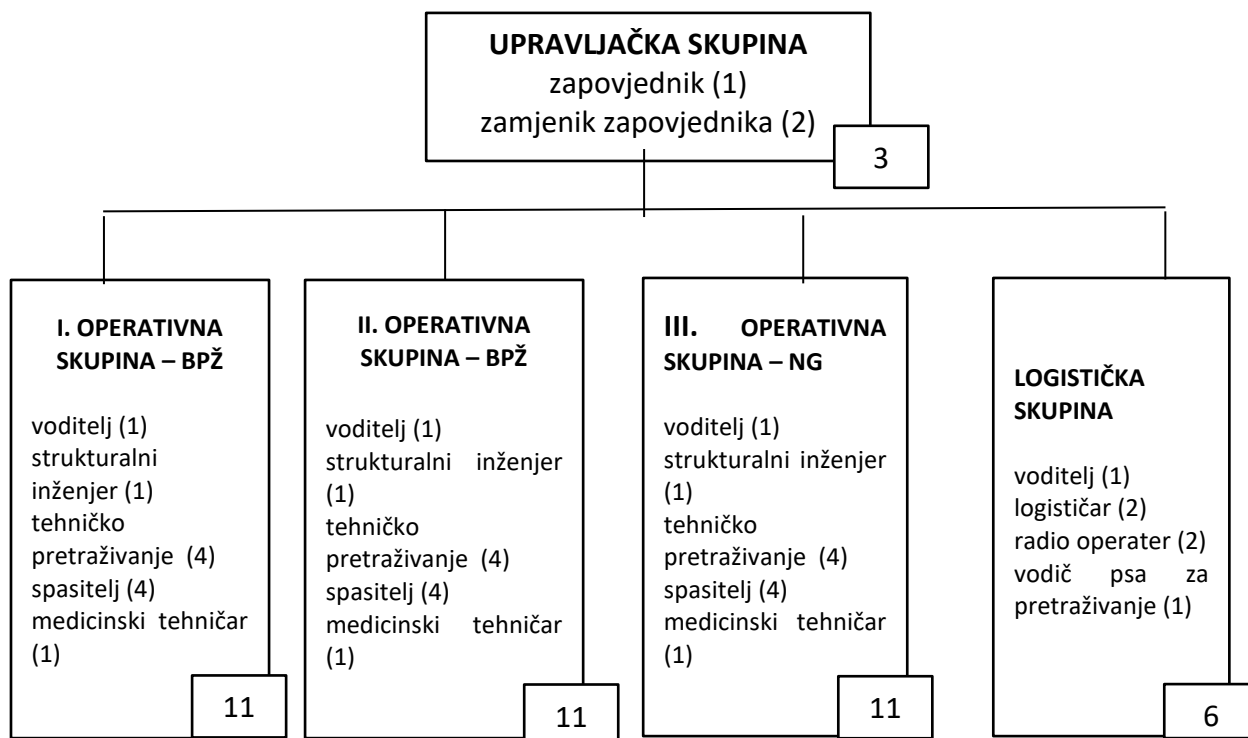 UPRAVLJAČKA SKUPINA
zapovjednik (1)
zamjenik zapovjednika (2)
3
I. OPERATIVNA
SKUPINA – BPŽ
voditelj (1)
strukturalni
inženjer (1)
tehničko
pretraživanje (4)
spasitelj (4)
medicinski tehničar
(1)
11
II. OPERATIVNA
SKUPINA – BPŽ
voditelj (1)
strukturalni inženjer
(1)
tehničko
pretraživanje (4)
spasitelj (4)
medicinski tehničar
(1)
11
III. OPERATIVNA
SKUPINA – NG
voditelj (1)
strukturalni inženjer
(1)
tehničko
pretraživanje (4)
spasitelj (4)
medicinski tehničar
(1)
11
LOGISTIČKA
SKUPINA
voditelj (1)
logističar (2)
radio operater (2)
vodič psa za
pretraživanje (1)
6